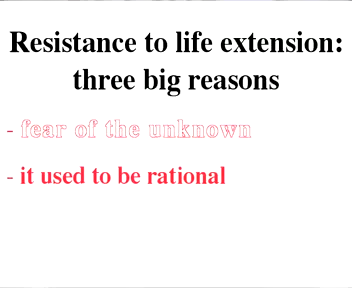 Resistance to life extension:
three big reasons
- fear of the unknown
- it used to be rational